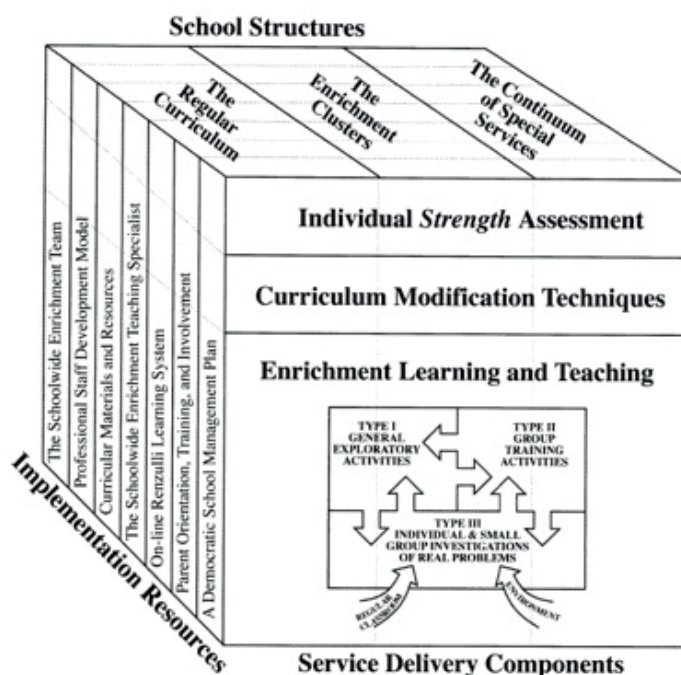 School Structures
The
Regular
Curriculum
The
Enrichment
Clusters
The Continuum
of Special
Services
Individual Strength Assessment
Curriculum Modification Techniques
Enrichment Learning and Teaching
TYPE I
GENERAL
EXPLORATORY
ACTIVITIES
TYPE II
GROUP
TRAINING
ACTIVITIES
TYPE III
INDIVIDUAL & SMALL
GROUP INVESTIGATIONS
OF REAL PROBLEMS
REGULAR
CLASSROOM
ENVIRONMENT
The Schoolwide Enrichment Team
Professional Staff Development Model
Curricular Materials and Resources
The Schoolwide Enrichment Teaching Specialist
On-line Renzulli Learning System
Parent Orientation, Training, and Involvement
A Democratic School Management Plan
Implementation Resources
Service Delivery Components